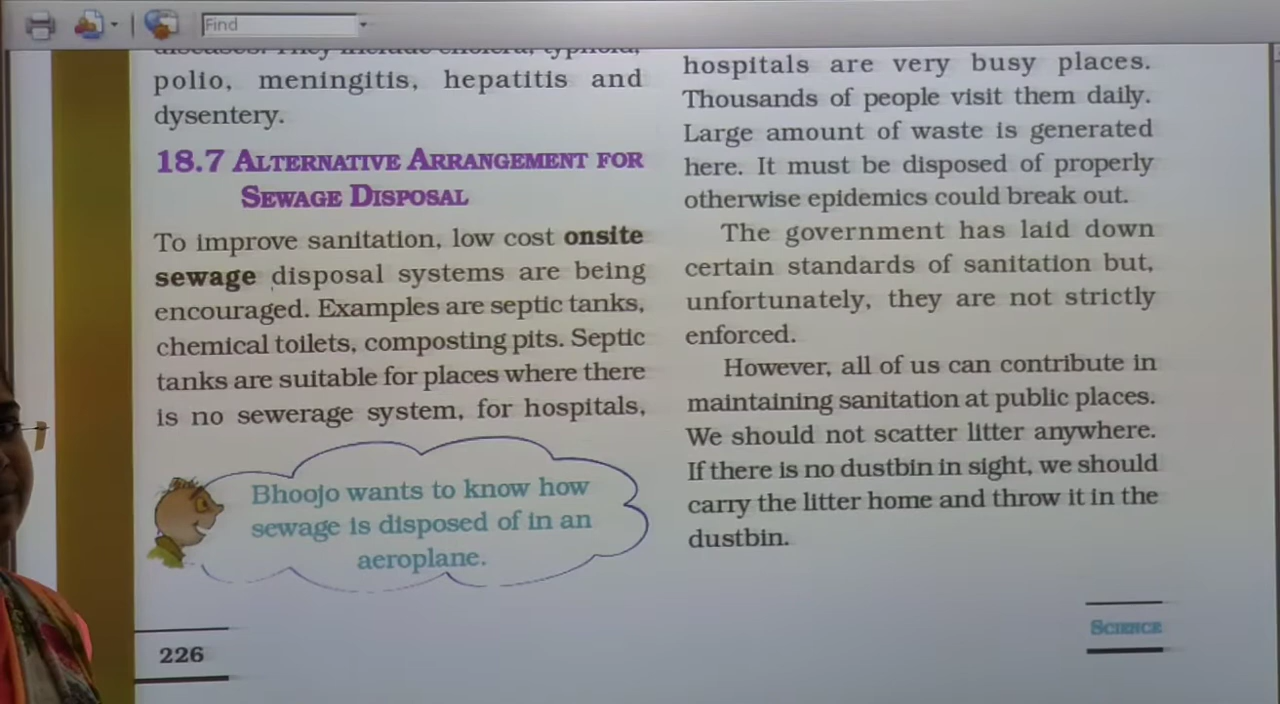 Find
diseases. They include cholera, typhoid,
polio, meningitis, hepatitis and
dysentery.
18.7 ALTERNATIVE ARRANGEMENT FOR
SEWAGE DISPOSAL
To improve sanitation, low cost onsite
sewage disposal systems are being
encouraged. Examples are septic tanks,
chemical toilets, composting pits. Septic
tanks are suitable for places where there
is no sewerage system, for hospitals,
Bhoojo wants to know how
sewage is disposed of in an
aeroplane.
226
hospitals are very busy places.
Thousands of people visit them daily.
Large amount of waste is generated
here. It must be disposed of properly
otherwise epidemics could break out.
The government has laid down
certain standards of sanitation but,
unfortunately, they are not strictly
enforced.
However, all of us can contribute in
maintaining sanitation at public places.
We should not scatter litter anywhere.
If there is no dustbin in sight, we should
carry the litter home and throw it in the
dustbin.
SCIENCE